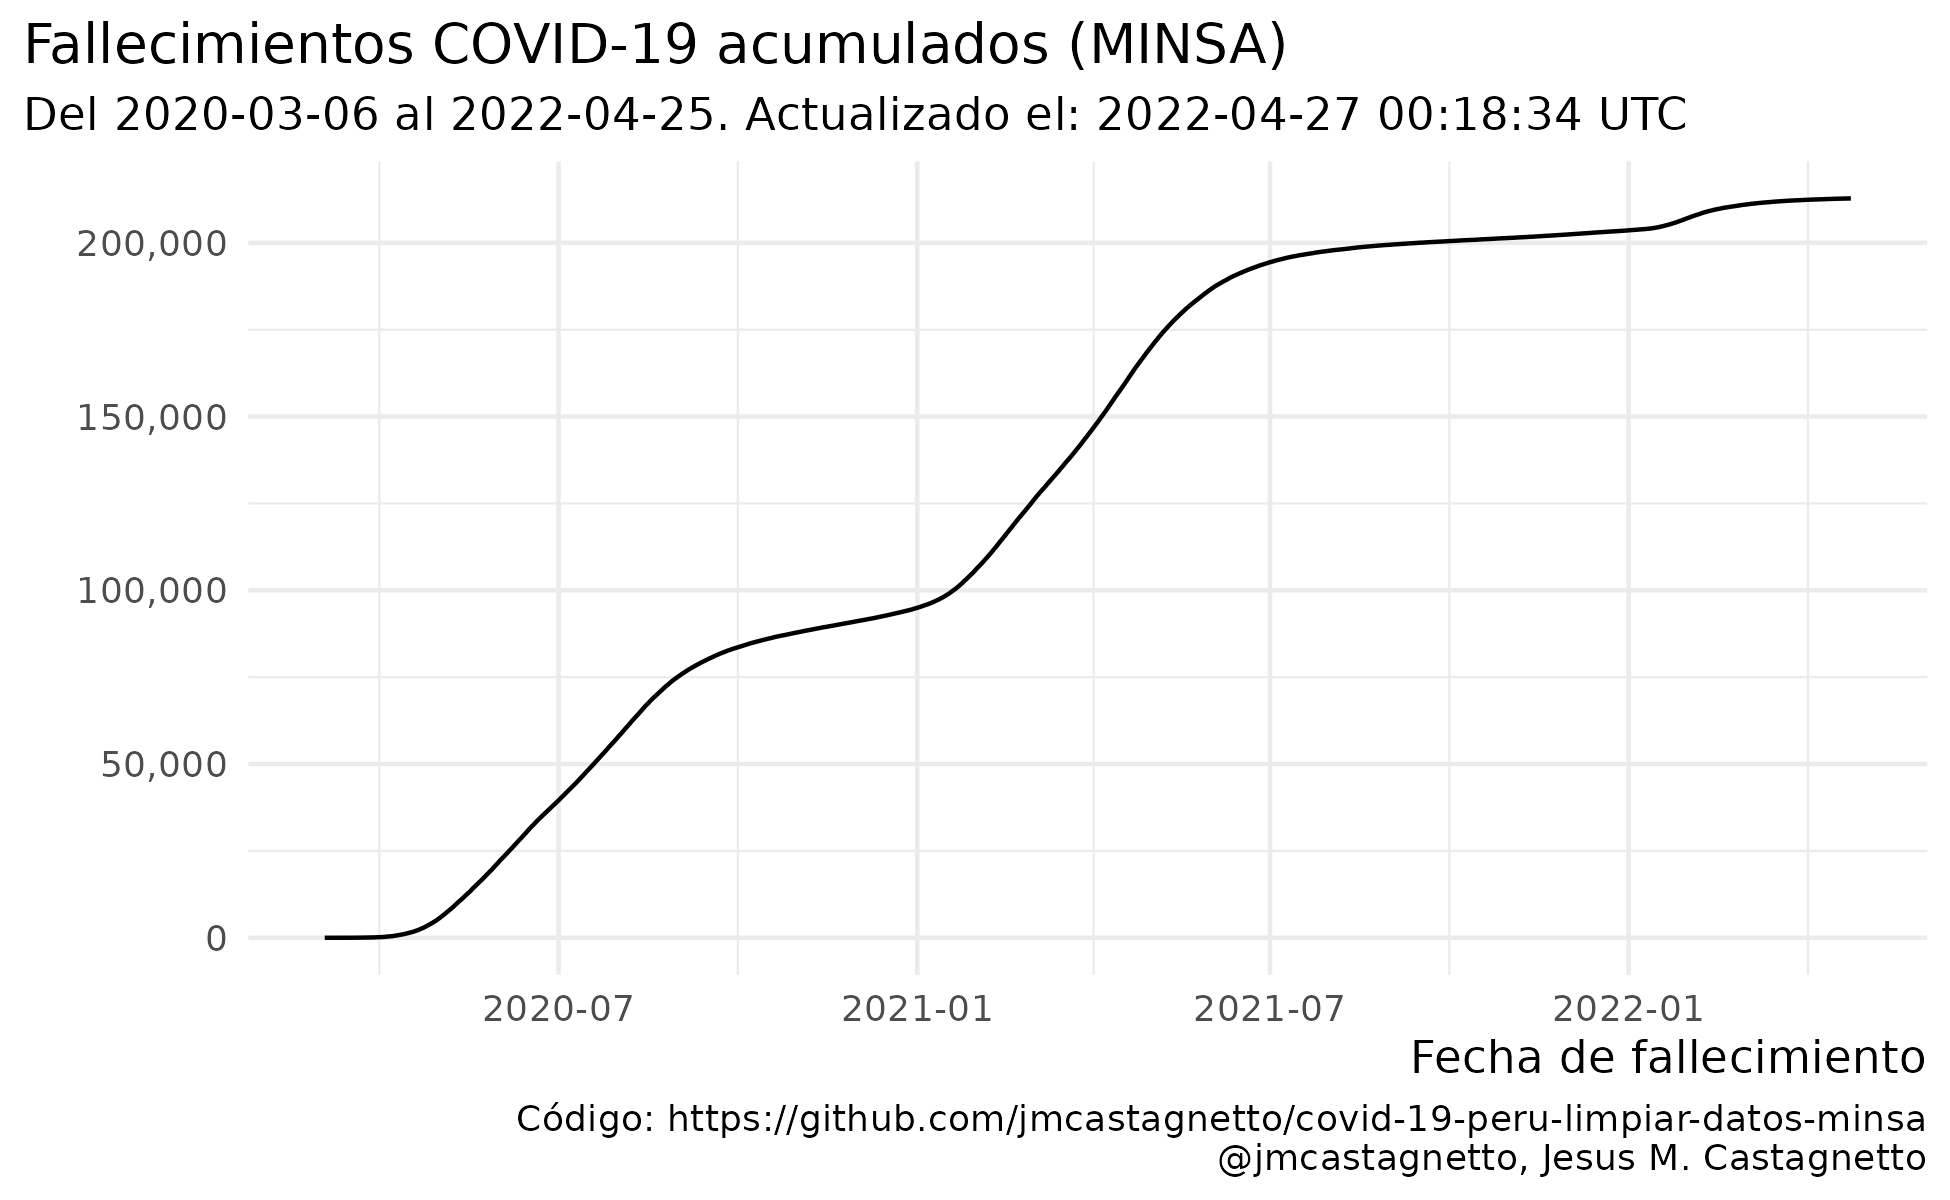 Fallecimientos COVID-19 acumulados (MINSA)
Del 2020-03-06 al 2022-04-25. Actualizado el: 2022-04-27 00:18:34 UTC
200,000
150,000
100,000
50,000
0
2020-07 2021-01 2021-07 2022-01
Fecha de fallecimiento
Código: https://github.com/jmcastagnetto/covid-19-peru-limpiar-datos-minsa
@jmcastagnetto, Jesus M. Castagnetto